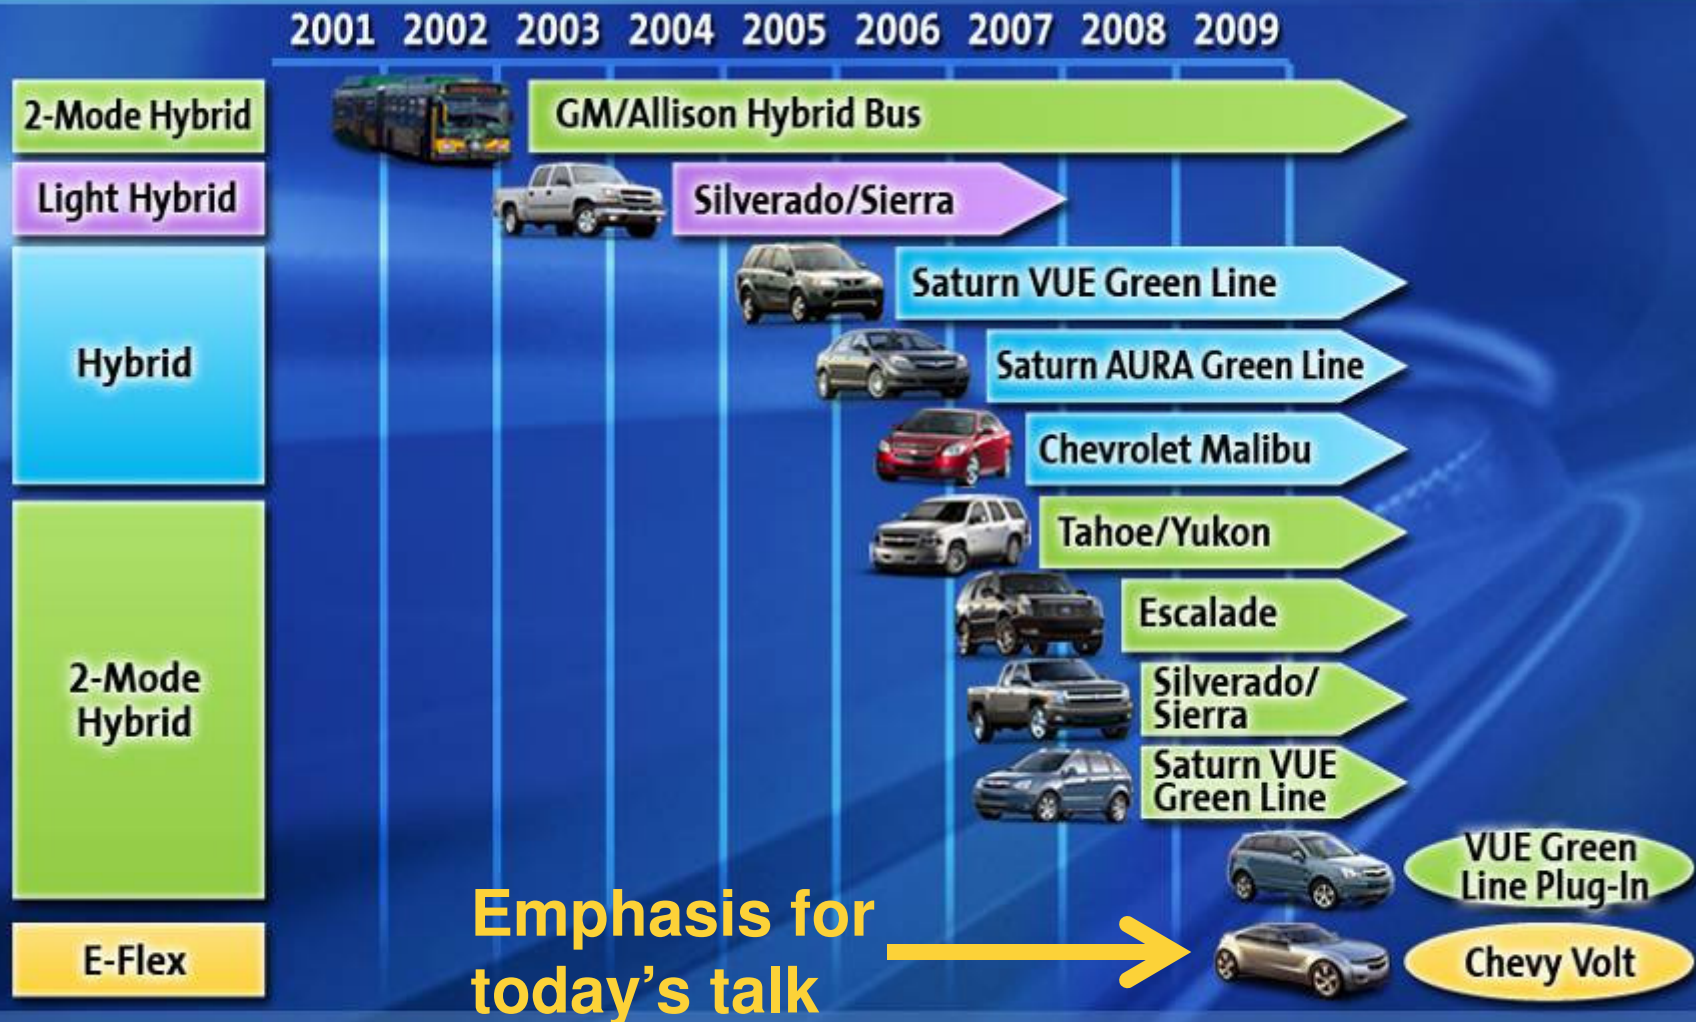 2001 2002 2003 2004 2005 2006 2007 2008 2009
2-Mode Hybrid
GM/Allison Hybrid Bus
Light Hybrid
Silverado/Sierra
Hybrid
Saturn VUE Green Line
Saturn AURA Green Line
Chevrolet Malibu
2-Mode
Hybrid
Tahoe/Yukon
Escalade
Silverado/
Sierra
Saturn VUE
Green Line
VUE Green
Line Plug-In
E-Flex
Emphasis for
today's talk
Chevy Volt